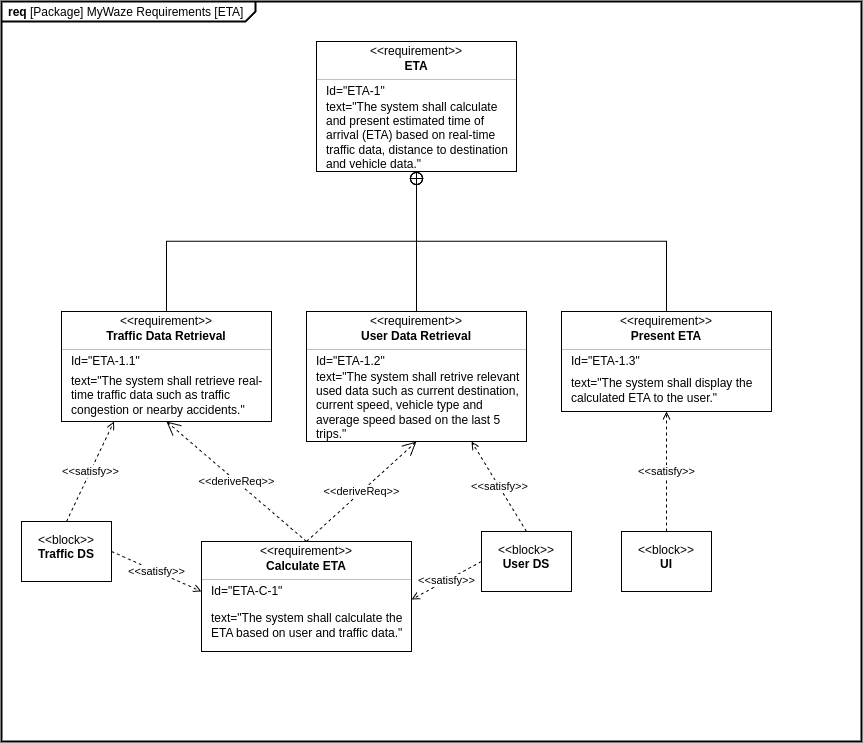 req [Package] MyWaze Requirements [ETA]
<<requirement>>
ETA
Id="ETA-1"
text="The system shall calculate
and present estimated time of
arrival (ETA) based on real-time
traffic data, distance to destination
and vehicle data."
<<requirement>>
Traffic Data Retrieval
Id="ETA-1.1"
text="The system shall retrieve real-
time traffic data such as traffic
congestion or nearby accidents."
<<requirement>>
User Data Retrieval
Id="ETA-1.2"
text="The system shall retrive relevant
used data such as current destination,
current speed, vehicle type and
average speed based on the last 5
trips."
<<requirement>>
Present ETA
Id="ETA-1.3"
text="The system shall display the
calculated ETA to the user."
<<satisfy>>
<<deriveReq>>
<<deriveReq>>
<<satisfy>>
<<satisfy>>
<<block>>
Traffic DS
<<satisfy>>
<<requirement>>
Calculate ETA
Id="ETA-C-1"
text="The system shall calculate the
ETA based on user and traffic data."
<<satisfy>>
<<block>>
User DS
<<block>>
UI